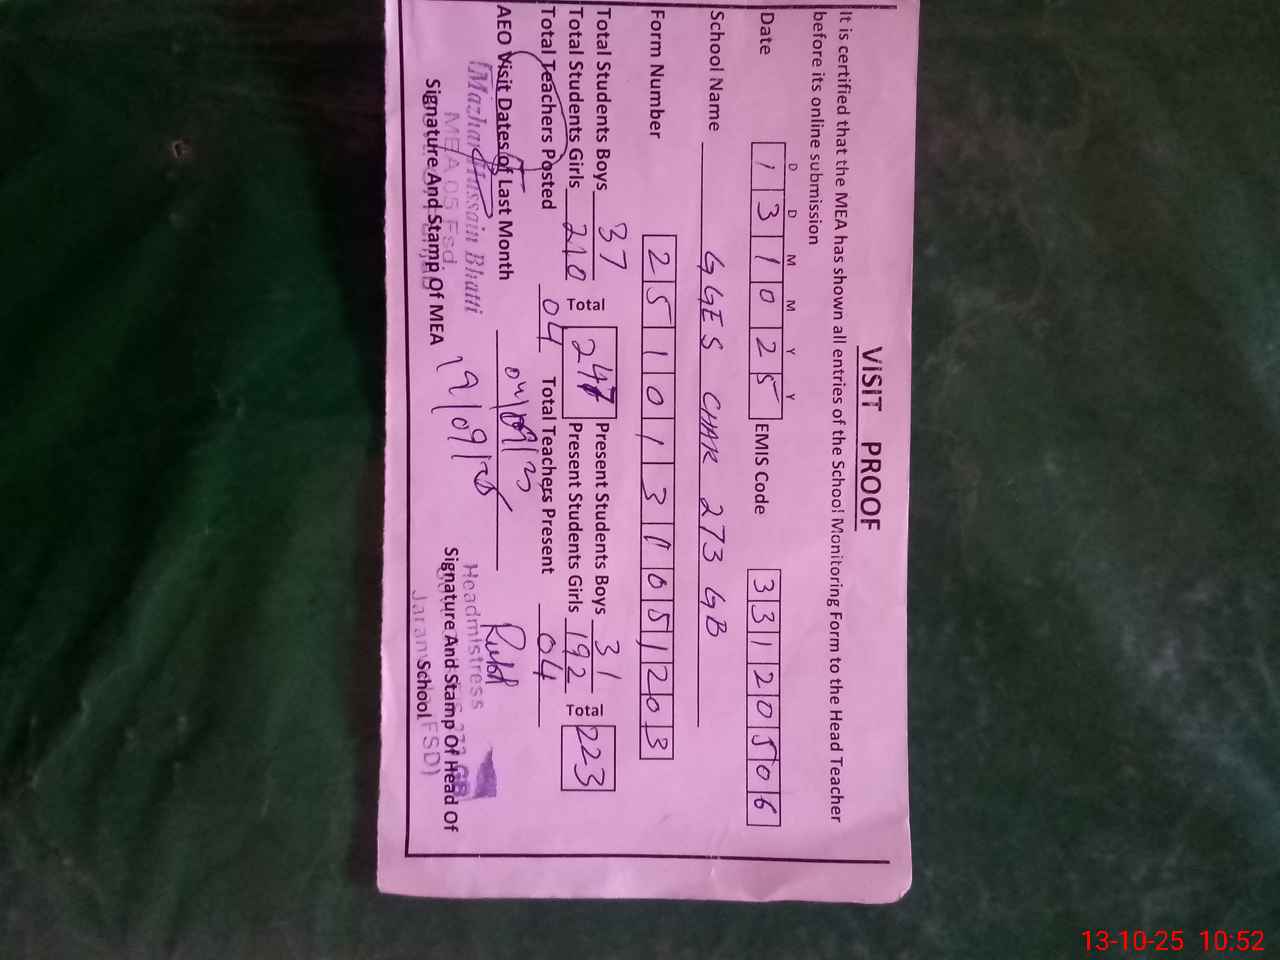 VISIT PROOF
It is certified that the MEA has shown all entries of the School Monitoring Form to the Head Teacher
before its online submission
D D M M Y Y
Date 1 3 1 0 2 5 EMIS Code 3 3 1 2 0 5 0 6
School Name GGES CHAK 273 GB
Form Number 2 5 1 0 1 3 1 0 5 1 2 0 3
Total Students Boys 37 Present Students Boys 31
Total 247 Total 223
Total Students Girls 210 Present Students Girls 192
Total Teachers Posted 04 Total Teachers Present 04
AEO Visit Dates of Last Month
19/09/25
Mazhar Hussain Bhatti
MEA 05 Fsd.
Signature And Stamp Of MEA
Headmistress
Signature And Stamp Of Head Of
School
FSD)
13-10-25 10:52